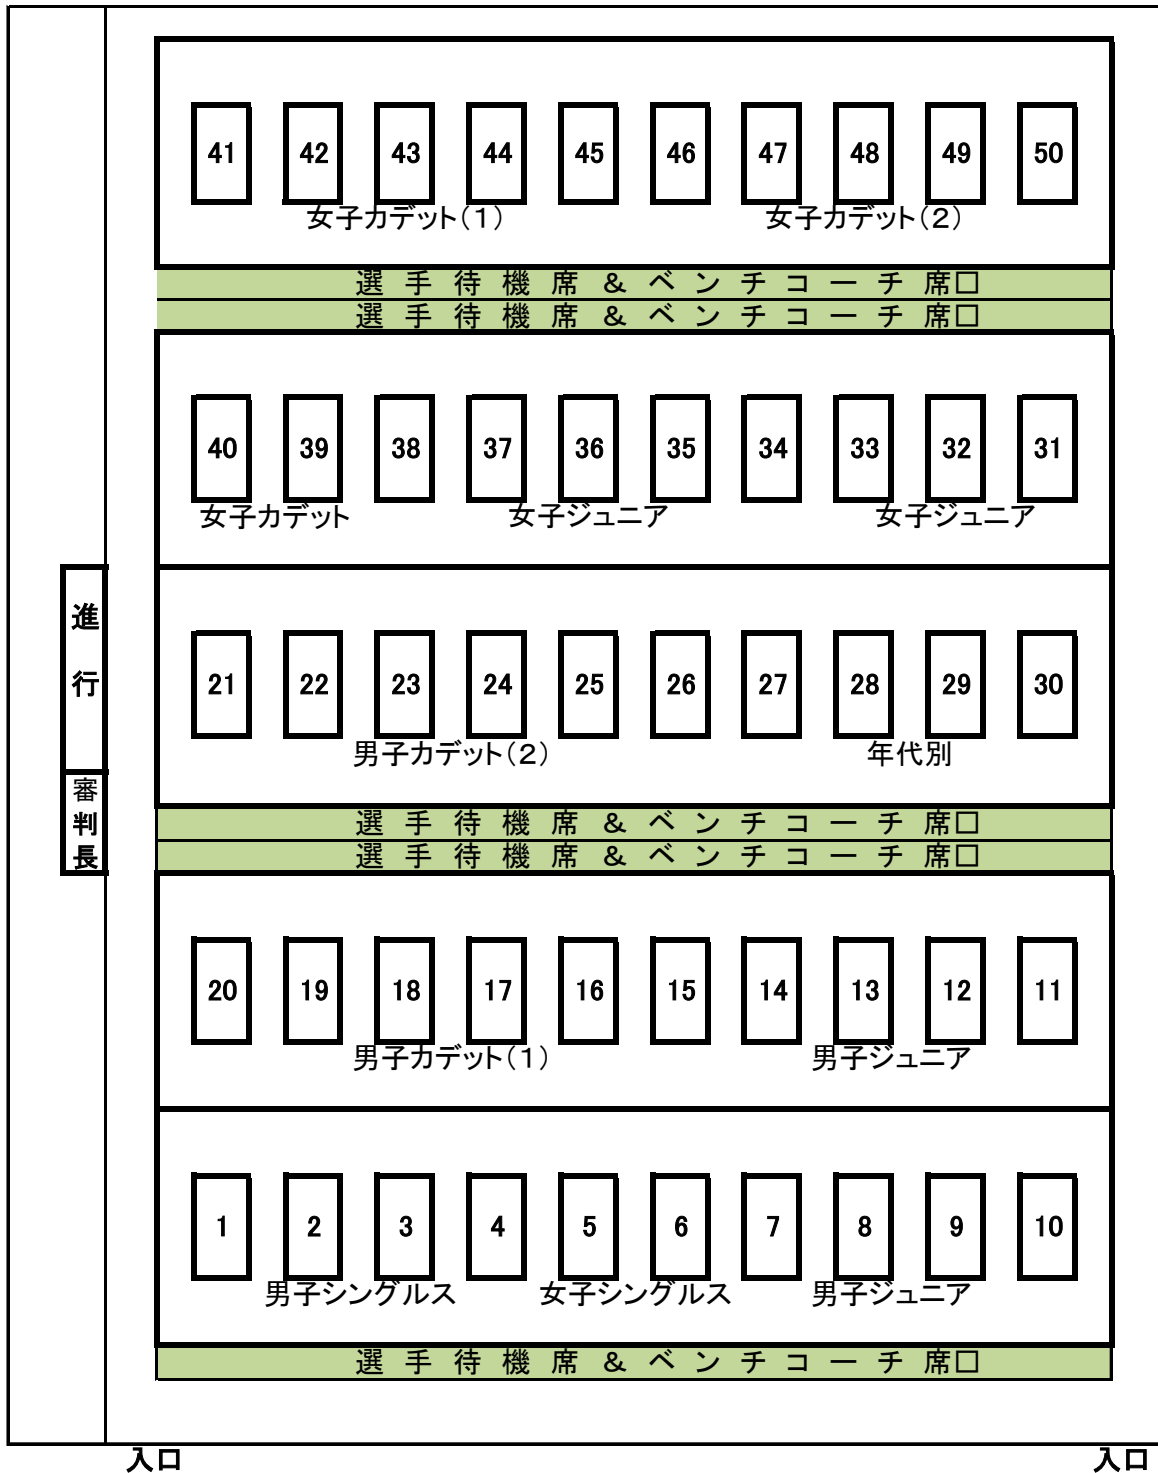 41 42 43 44 45 46 47 48 49 50
女子カデット(1) 女子カデット(2)
選手待機席&ベンチコーチ席□
選手待機席&ベンチコーチ席□
40 39 38 37 36 35 34 33 32 31
女子カデット 女子ジュニア 女子ジュニア
進行
21 22 23 24 25 26 27 28 29 30
男子カデット(2) 年代別
審判長
選手待機席&ベンチコーチ席□
選手待機席&ベンチコーチ席□
20 19 18 17 16 15 14 13 12 11
男子カデット(1) 男子ジュニア
1 2 3 4 5 6 7 8 9 10
男子シングルス 女子シングルス 男子ジュニア
選手待機席&ベンチコーチ席□
入口 入口